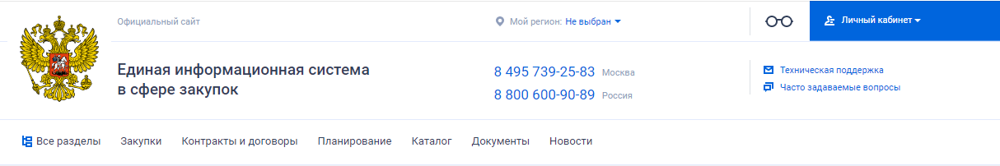 Официальный сайт
Мой регион: Не выбран
Личный кабинет
Единая информационная система
в сфере закупок
8 495 739-25-83 Москва
8 800 600-90-89 Россия
Техническая поддержка
Часто задаваемые вопросы
Все разделы Закупки Контракты и договоры Планирование Каталог Документы Новости